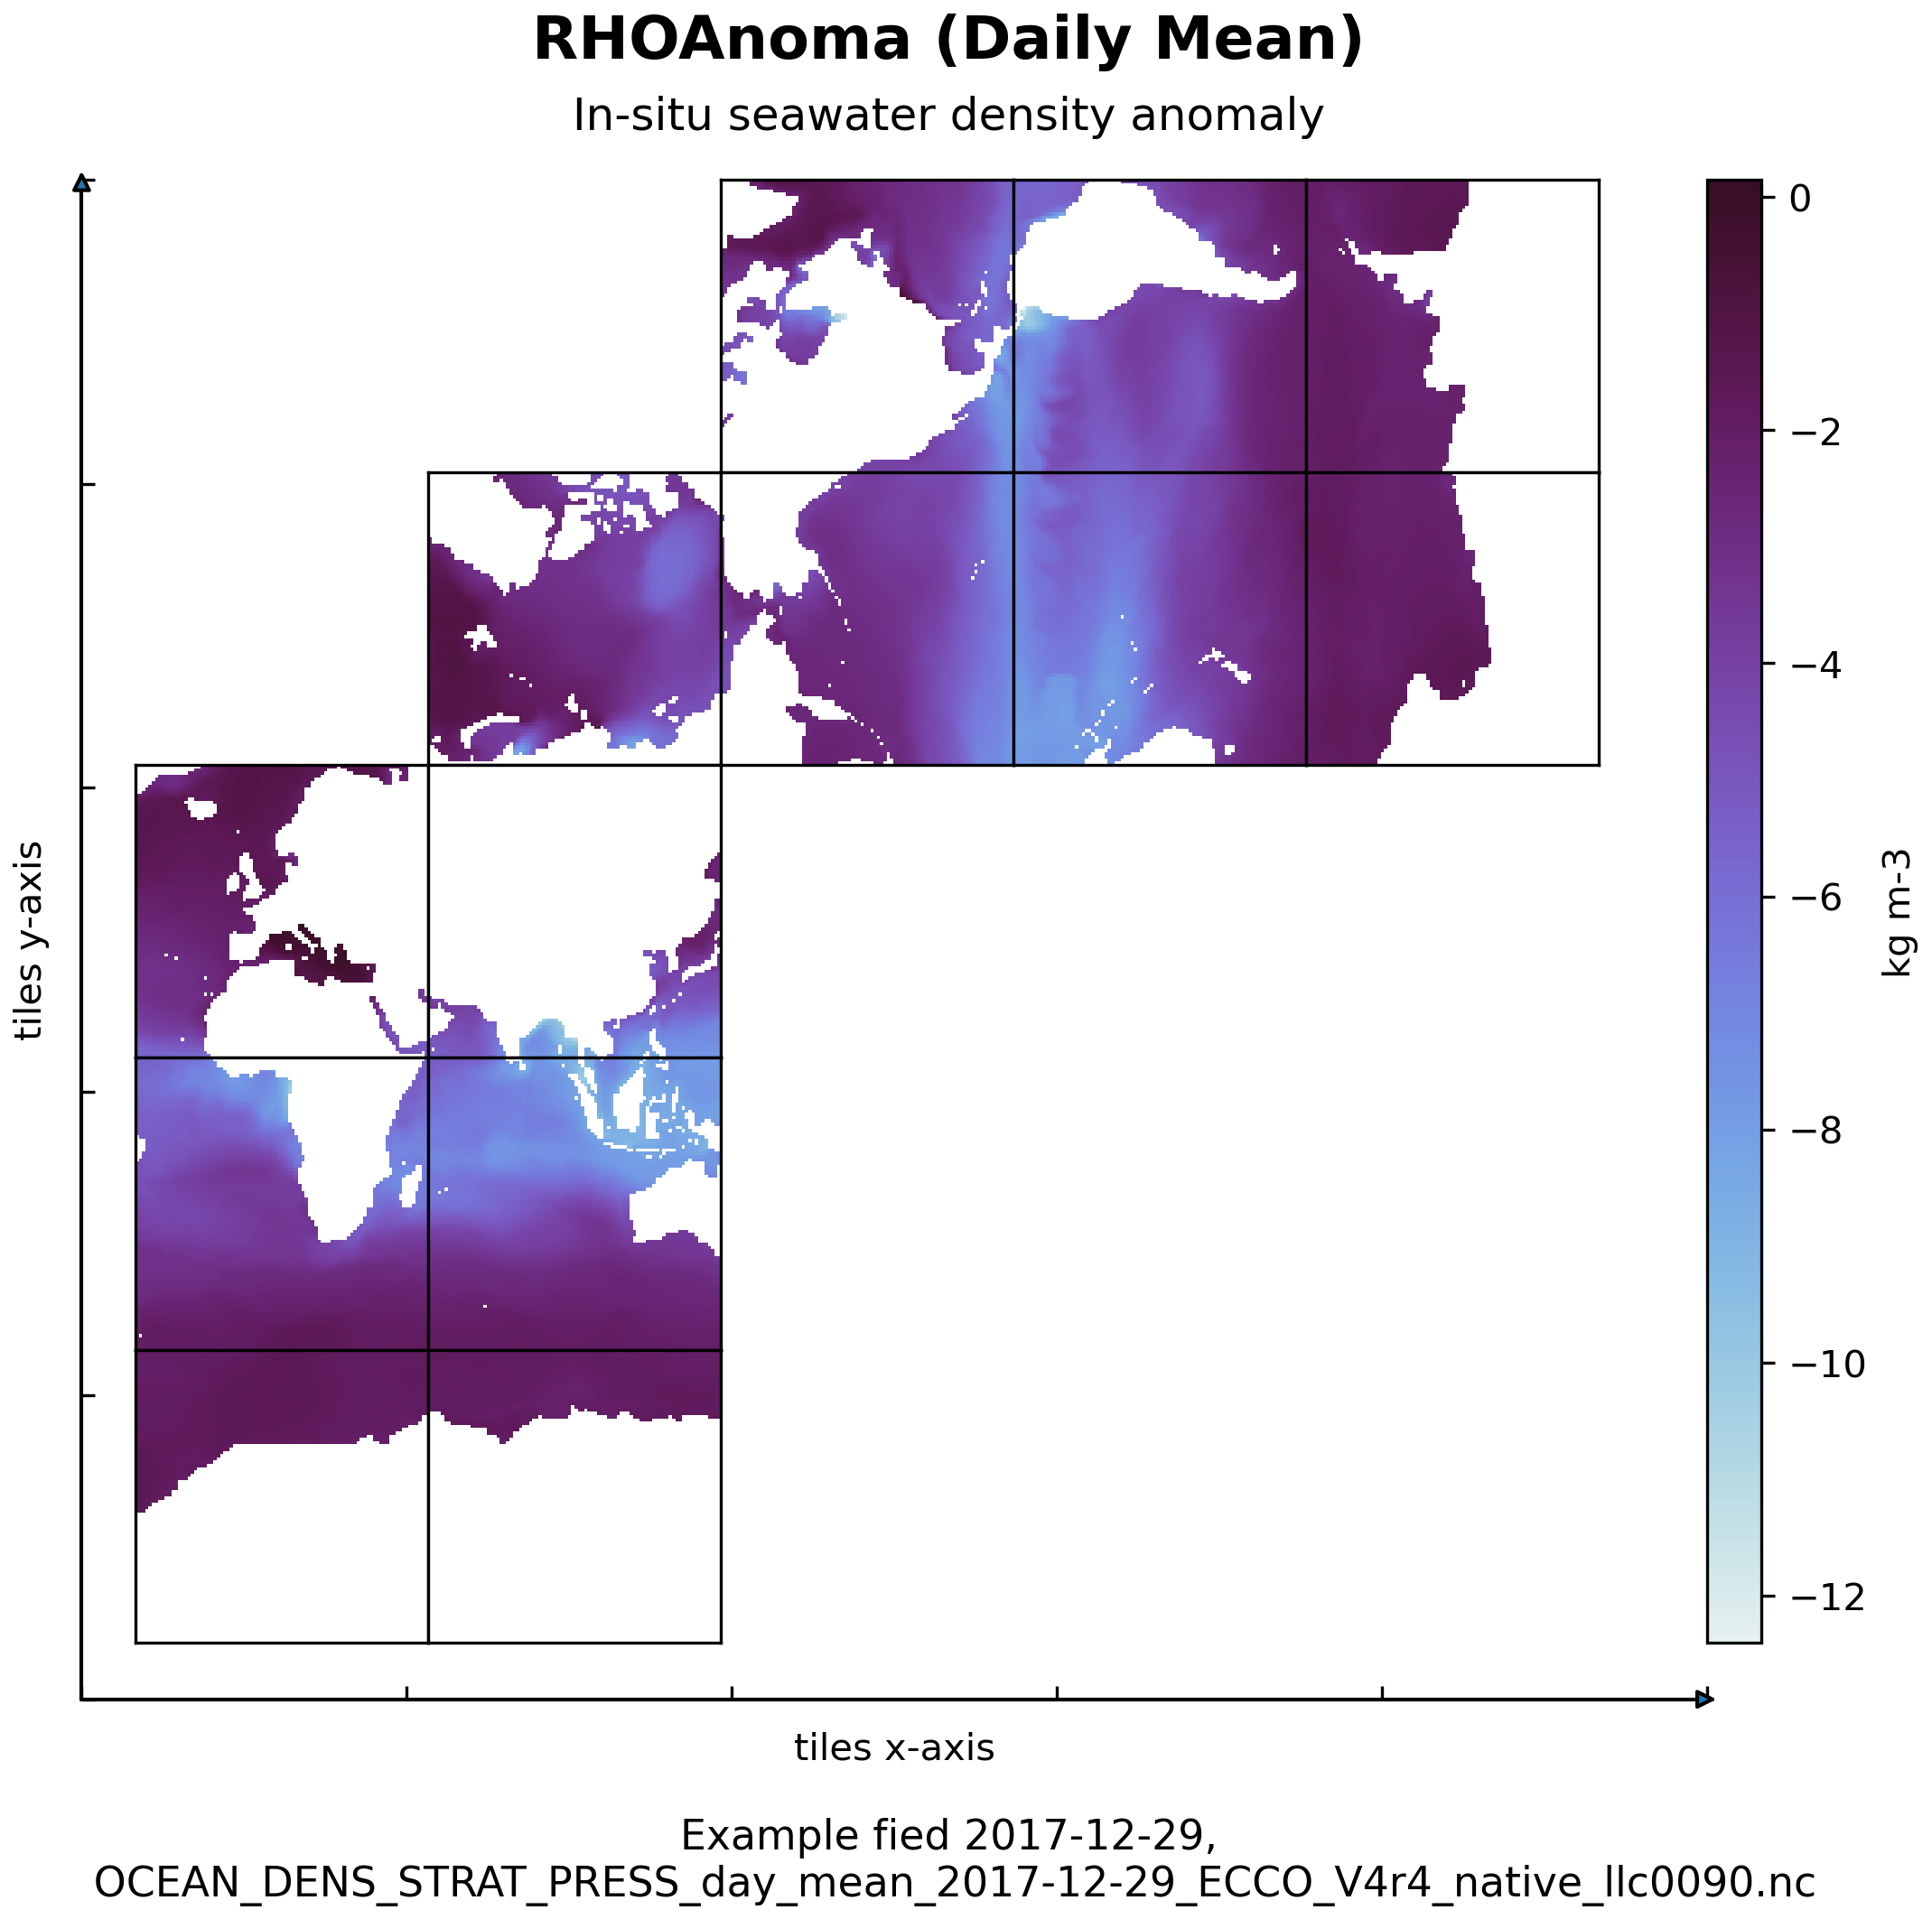 RHOAnoma (Daily Mean)
In-situ seawater density anomaly
0
−2
−4
−6
−8
−10
−12
kg m-3
tiles y-axis
tiles x-axis
Example fied 2017-12-29,
OCEAN_DENS_STRAT_PRESS_day_mean_2017-12-29_ECCO_V4r4_native_llc0090.nc